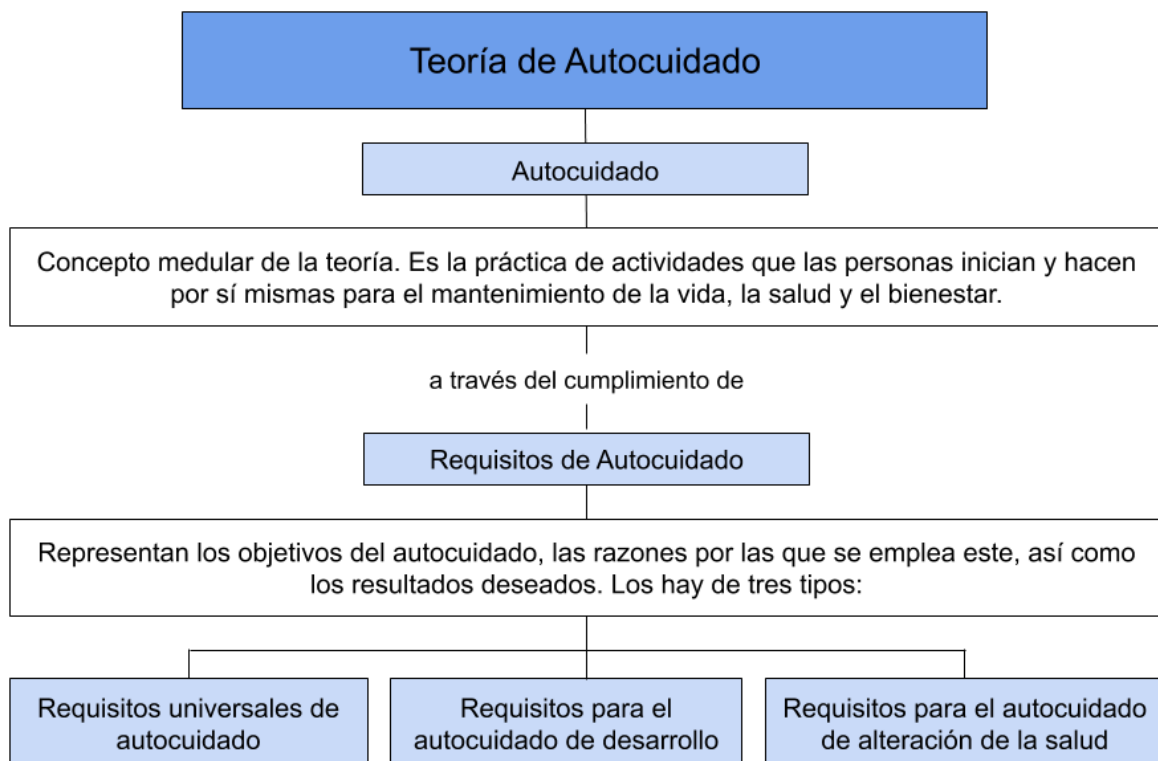 Teoría de Autocuidado
Autocuidado
Concepto medular de la teoría. Es la práctica de actividades que las personas inician y hacen
por sí mismas para el mantenimiento de la vida, la salud y el bienestar.
a través del cumplimiento de
Requisitos de Autocuidado
Representan los objetivos del autocuidado, las razones por las que se emplea este, así como
los resultados deseados. Los hay de tres tipos:
Requisitos universales de
autocuidado
Requisitos para el
autocuidado de desarrollo
Requisitos para el autocuidado
de alteración de la salud